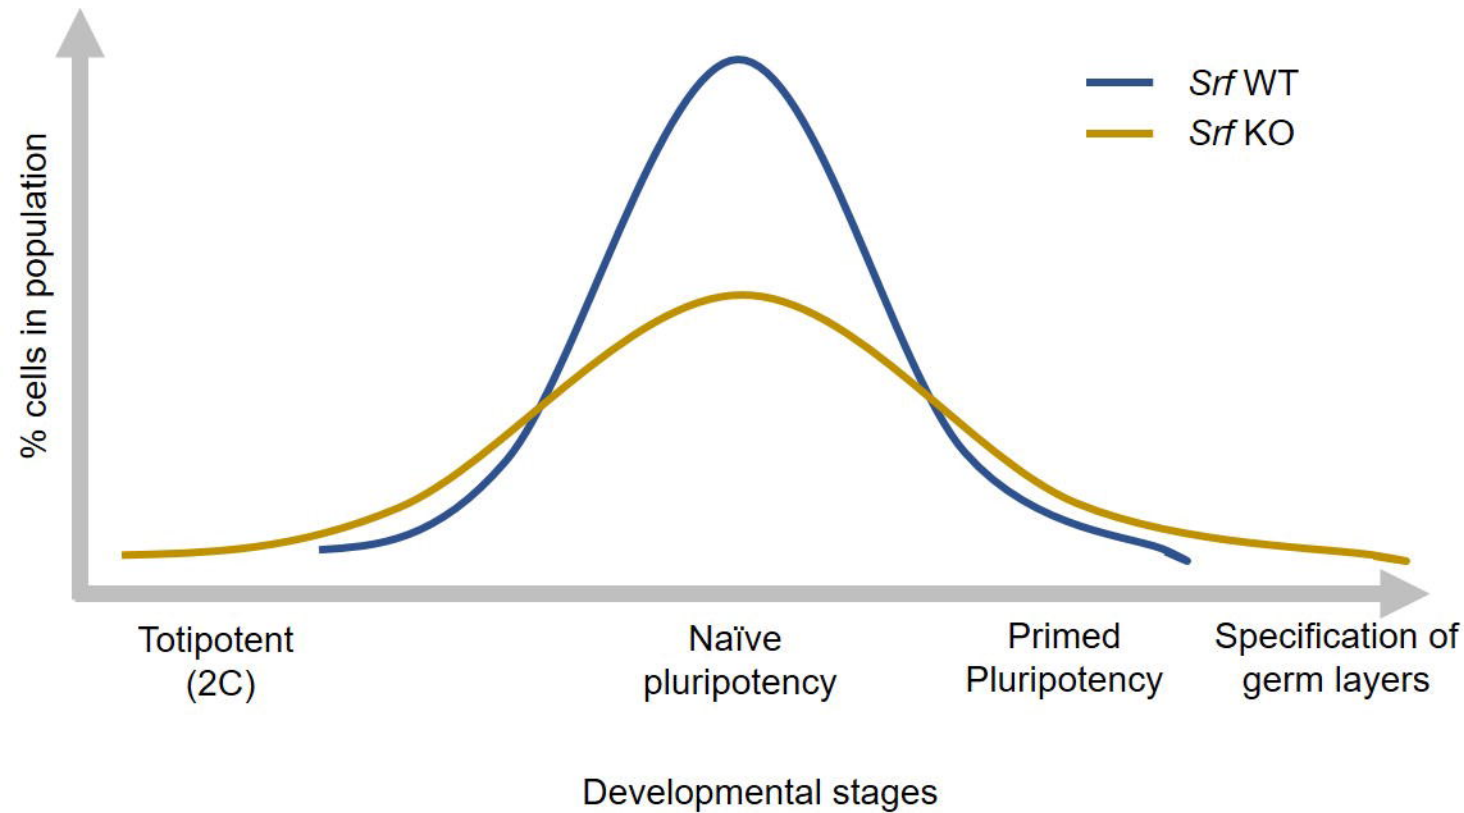 % cells in population
Srf WT
Srf KO
Totipotent
(2C)
Naïve
pluripotency
Primed
Pluripotency
Specification of
germ layers
Developmental stages